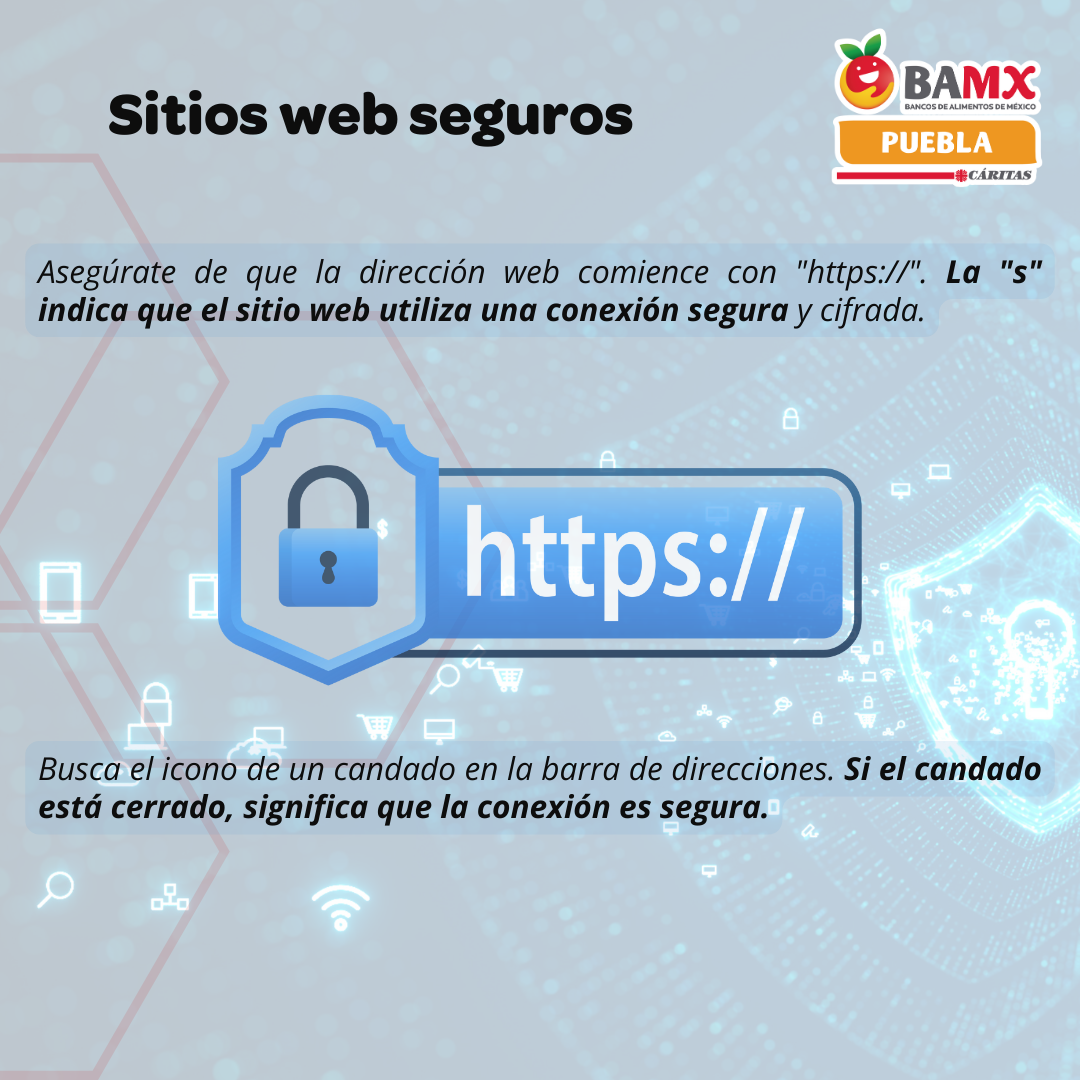 Sitios web seguros
BAMX
BANCOS DE ALIMENTOS DE MÉXICO
PUEBLA
CÁRITAS
Asegúrate de que la dirección web comience con "https://". La "s"
indica que el sitio web utiliza una conexión segura y cifrada.
https://
Busca el icono de un candado en la barra de direcciones. Si el candado
está cerrado, significa que la conexión es segura.